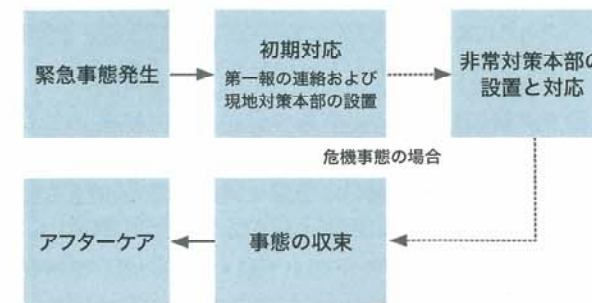 緊急事態発生
初期対応
第一報の連絡および
現地対策本部の設置
非常対策本部の
設置と対応
危機事態の場合
アフターケア
事態の収束